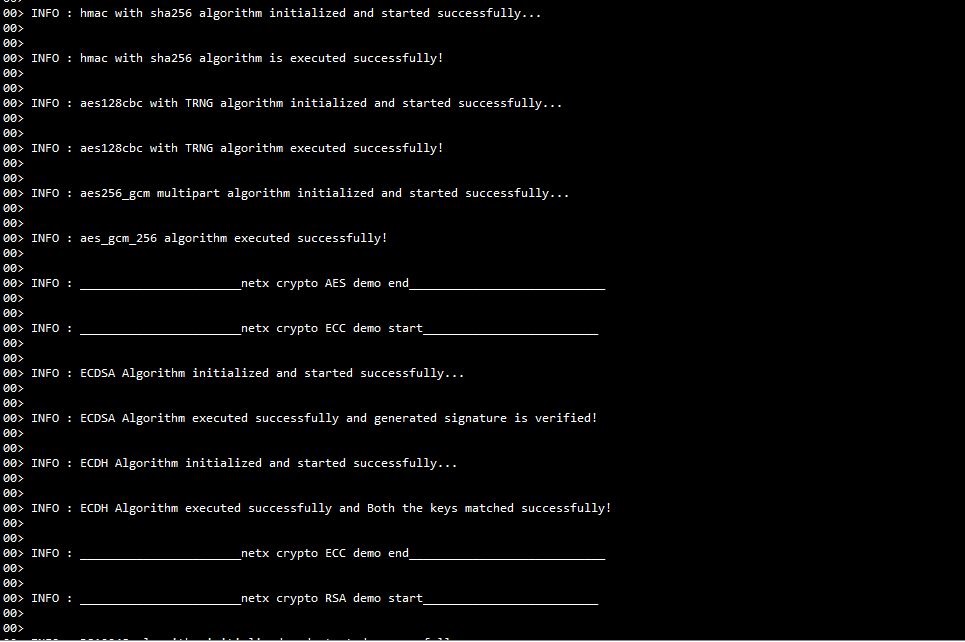 00> INFO : hmac with sha256 algorithm initialized and started successfully...
00>
00>
00> INFO : hmac with sha256 algorithm is executed successfully!
00>
00>
00> INFO : aes128cbc with TRNG algorithm initialized and started successfully...
00>
00>
00> INFO : aes128cbc with TRNG algorithm executed successfully!
00>
00>
00> INFO : aes256_gcm multipart algorithm initialized and started successfully...
00>
00>
00> INFO : aes_gcm_256 algorithm executed successfully!
00>
00>
00> INFO : _______________________netx crypto AES demo end____________________________
00>
00>
00> INFO : _______________________netx crypto ECC demo start_________________________
00>
00>
00> INFO : ECDSA Algorithm initialized and started successfully...
00>
00>
00> INFO : ECDSA Algorithm executed successfully and generated signature is verified!
00>
00>
00> INFO : ECDH Algorithm initialized and started successfully...
00>
00>
00> INFO : ECDH Algorithm executed successfully and Both the keys matched successfully!
00>
00>
00> INFO : _______________________netx crypto ECC demo end____________________________
00>
00>
00> INFO : _______________________netx crypto RSA demo start_________________________
00>
00>